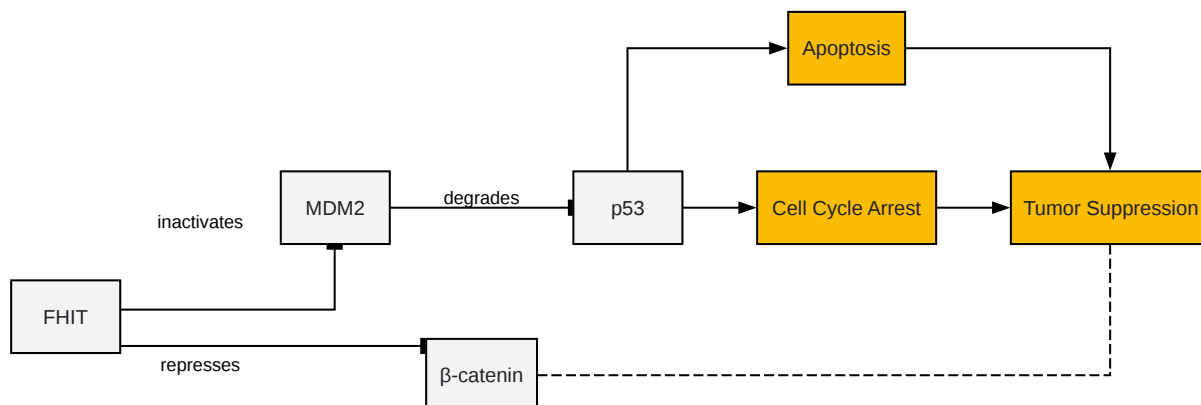 Apoptosis
MDM2
degrades
p53
Cell Cycle Arrest
Tumor Suppression
inactivates
FHIT
represses
β-catenin